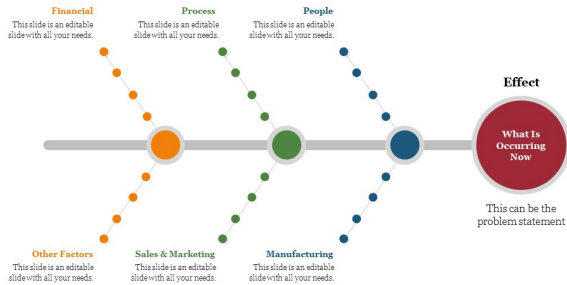 Financial
This slide is an editable
slide with all your needs.
Process
This slide is an editable
slide with all your needs.
People
This slide is an editable
slide with all your needs.
Effect
What Is
Occurring
Now
This can be the
problem statement
Other Factors
This slide is an editable
slide with all your needs.
Sales & Marketing
This slide is an editable
slide with all your needs.
Manufacturing
This slide is an editable
slide with all your needs.